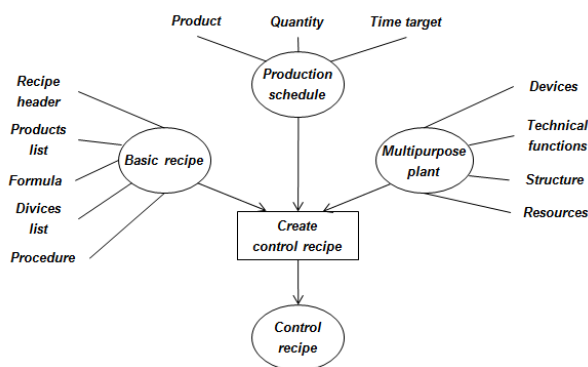 Product
Quantity
Time target
Production
schedule
Recipe
header
Products
list
Formula
Divices
list
Procedure
Basic recipe
Multipurpose
plant
Devices
Technical
functions
Structure
Resources
Create
control recipe
Control
recipe